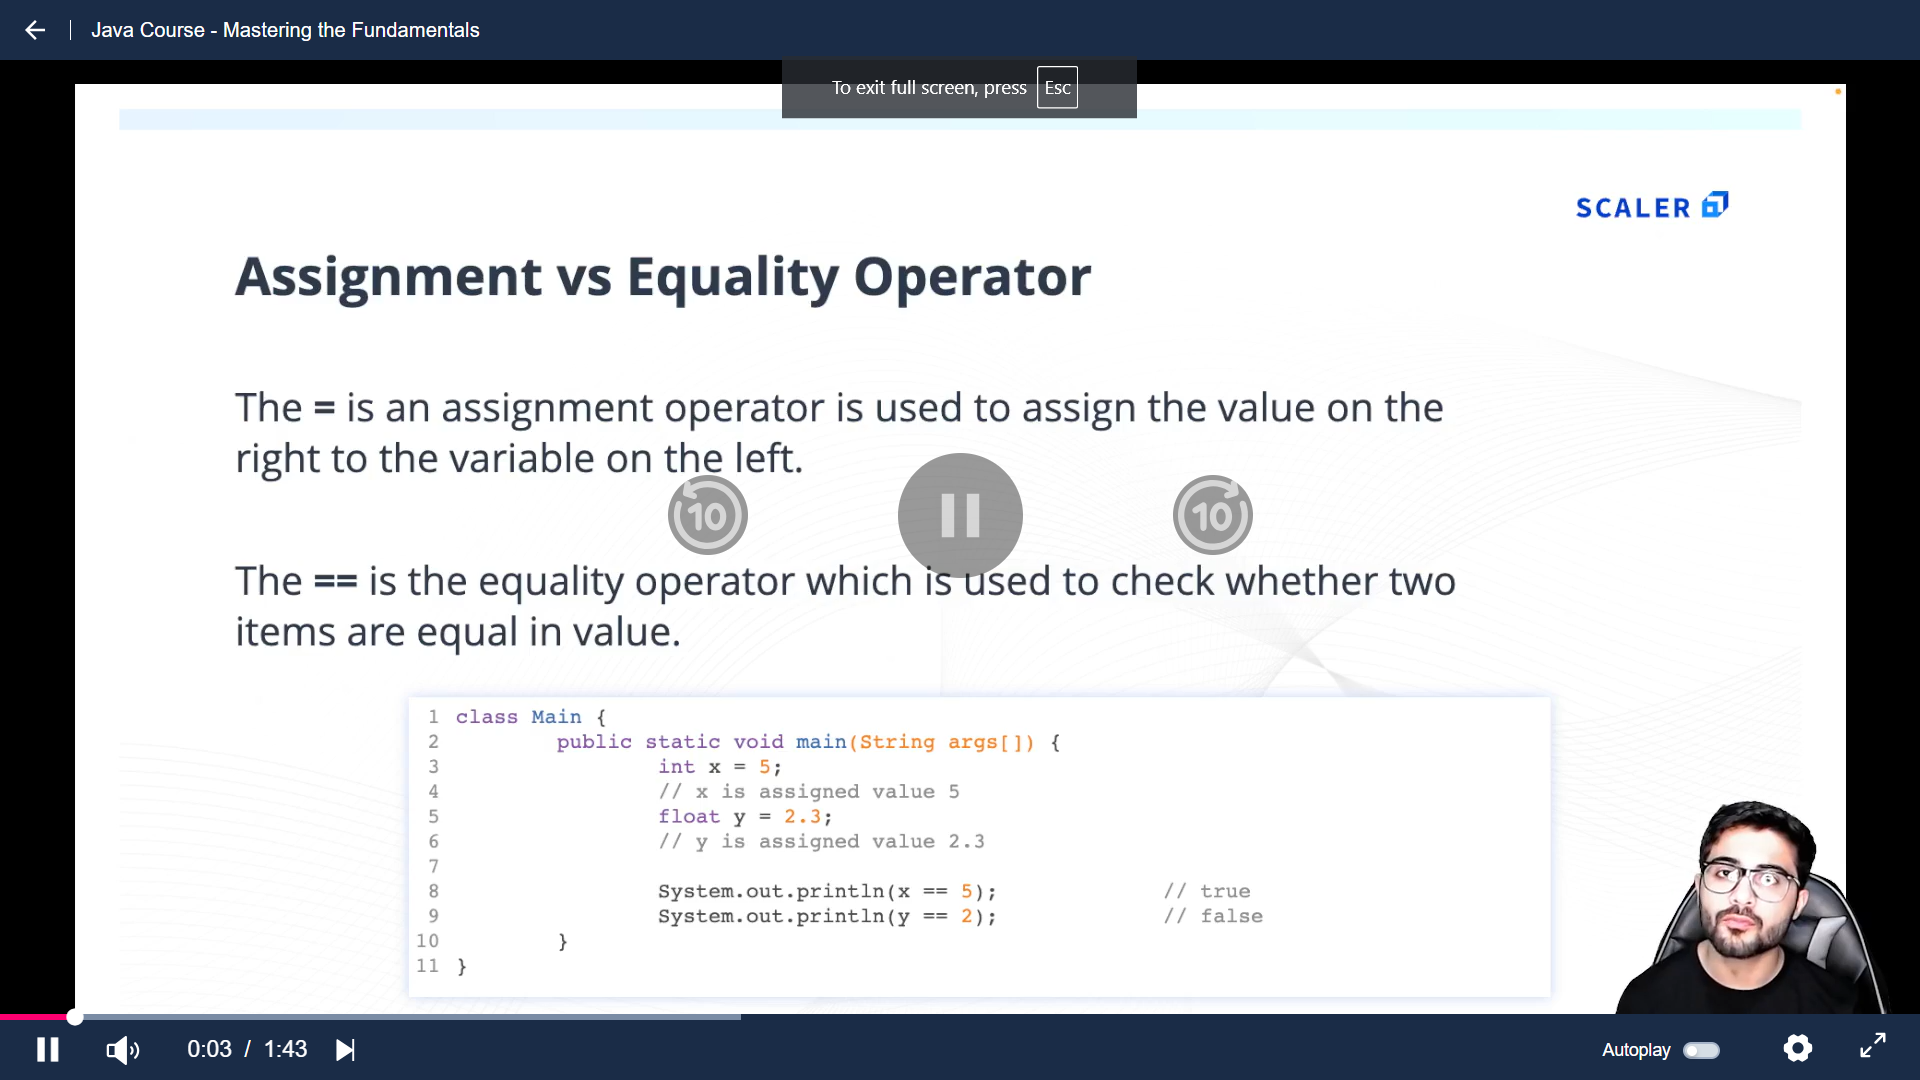 Java Course - Mastering the Fundamentals
To exit full screen, press Esc
SCALER
Assignment vs Equality Operator
The = is an assignment operator is used to assign the value on the
right to the variable on the left.
10
10
The == is the equality operator which is used to check whether two
items are equal in value.
1 class Main {
2 public static void main(String args[]) {
3 int x = 5;
4 // x is assigned value 5
5 float y = 2.3;
6 // y is assigned value 2.3
7
8 System.out.println(x == 5); // true
9 System.out.println(y == 2); // false
10 }
11 }
0:03 / 1:43
Autoplay